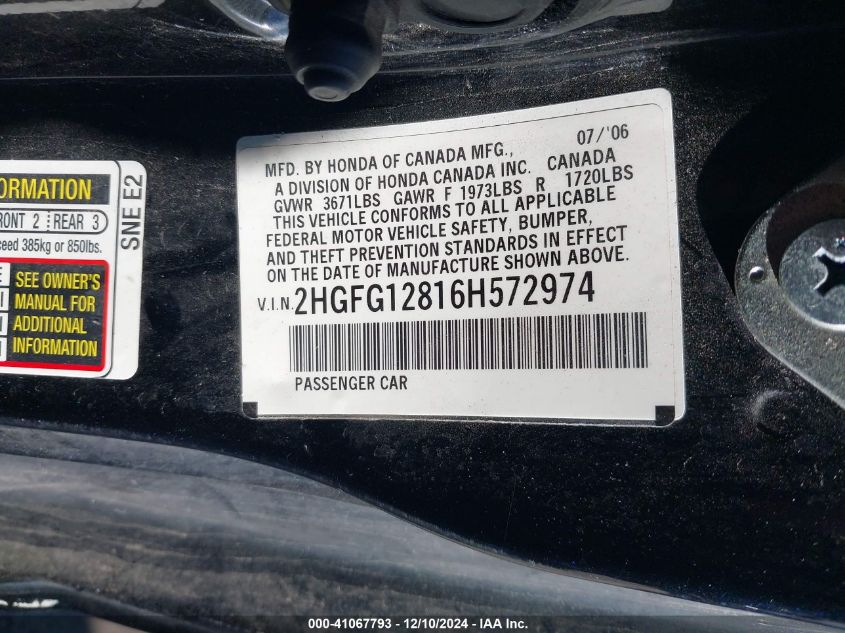 07/'06
MFD. BY HONDA OF CANADA MFG.,
A DIVISION OF HONDA CANADA INC. CANADA
GVWR 3671LBS GAWR F 1973LBS R 1720LBS
THIS VEHICLE CONFORMS TO ALL APPLICABLE
FEDERAL MOTOR VEHICLE SAFETY, BUMPER,
AND THEFT PREVENTION STANDARDS IN EFFECT
ON THE DATE OF MANUFACTURE SHOWN ABOVE.
V.I.N. 2HGFG12816H572974
PASSENGER CAR
ORMATION
RONT 2 REAR 3
ceed 385kg or 850lbs.
SEE OWNER'S
MANUAL FOR
ADDITIONAL
INFORMATION
SNE E2
000-41067793 - 12/10/2024 - IAA Inc.